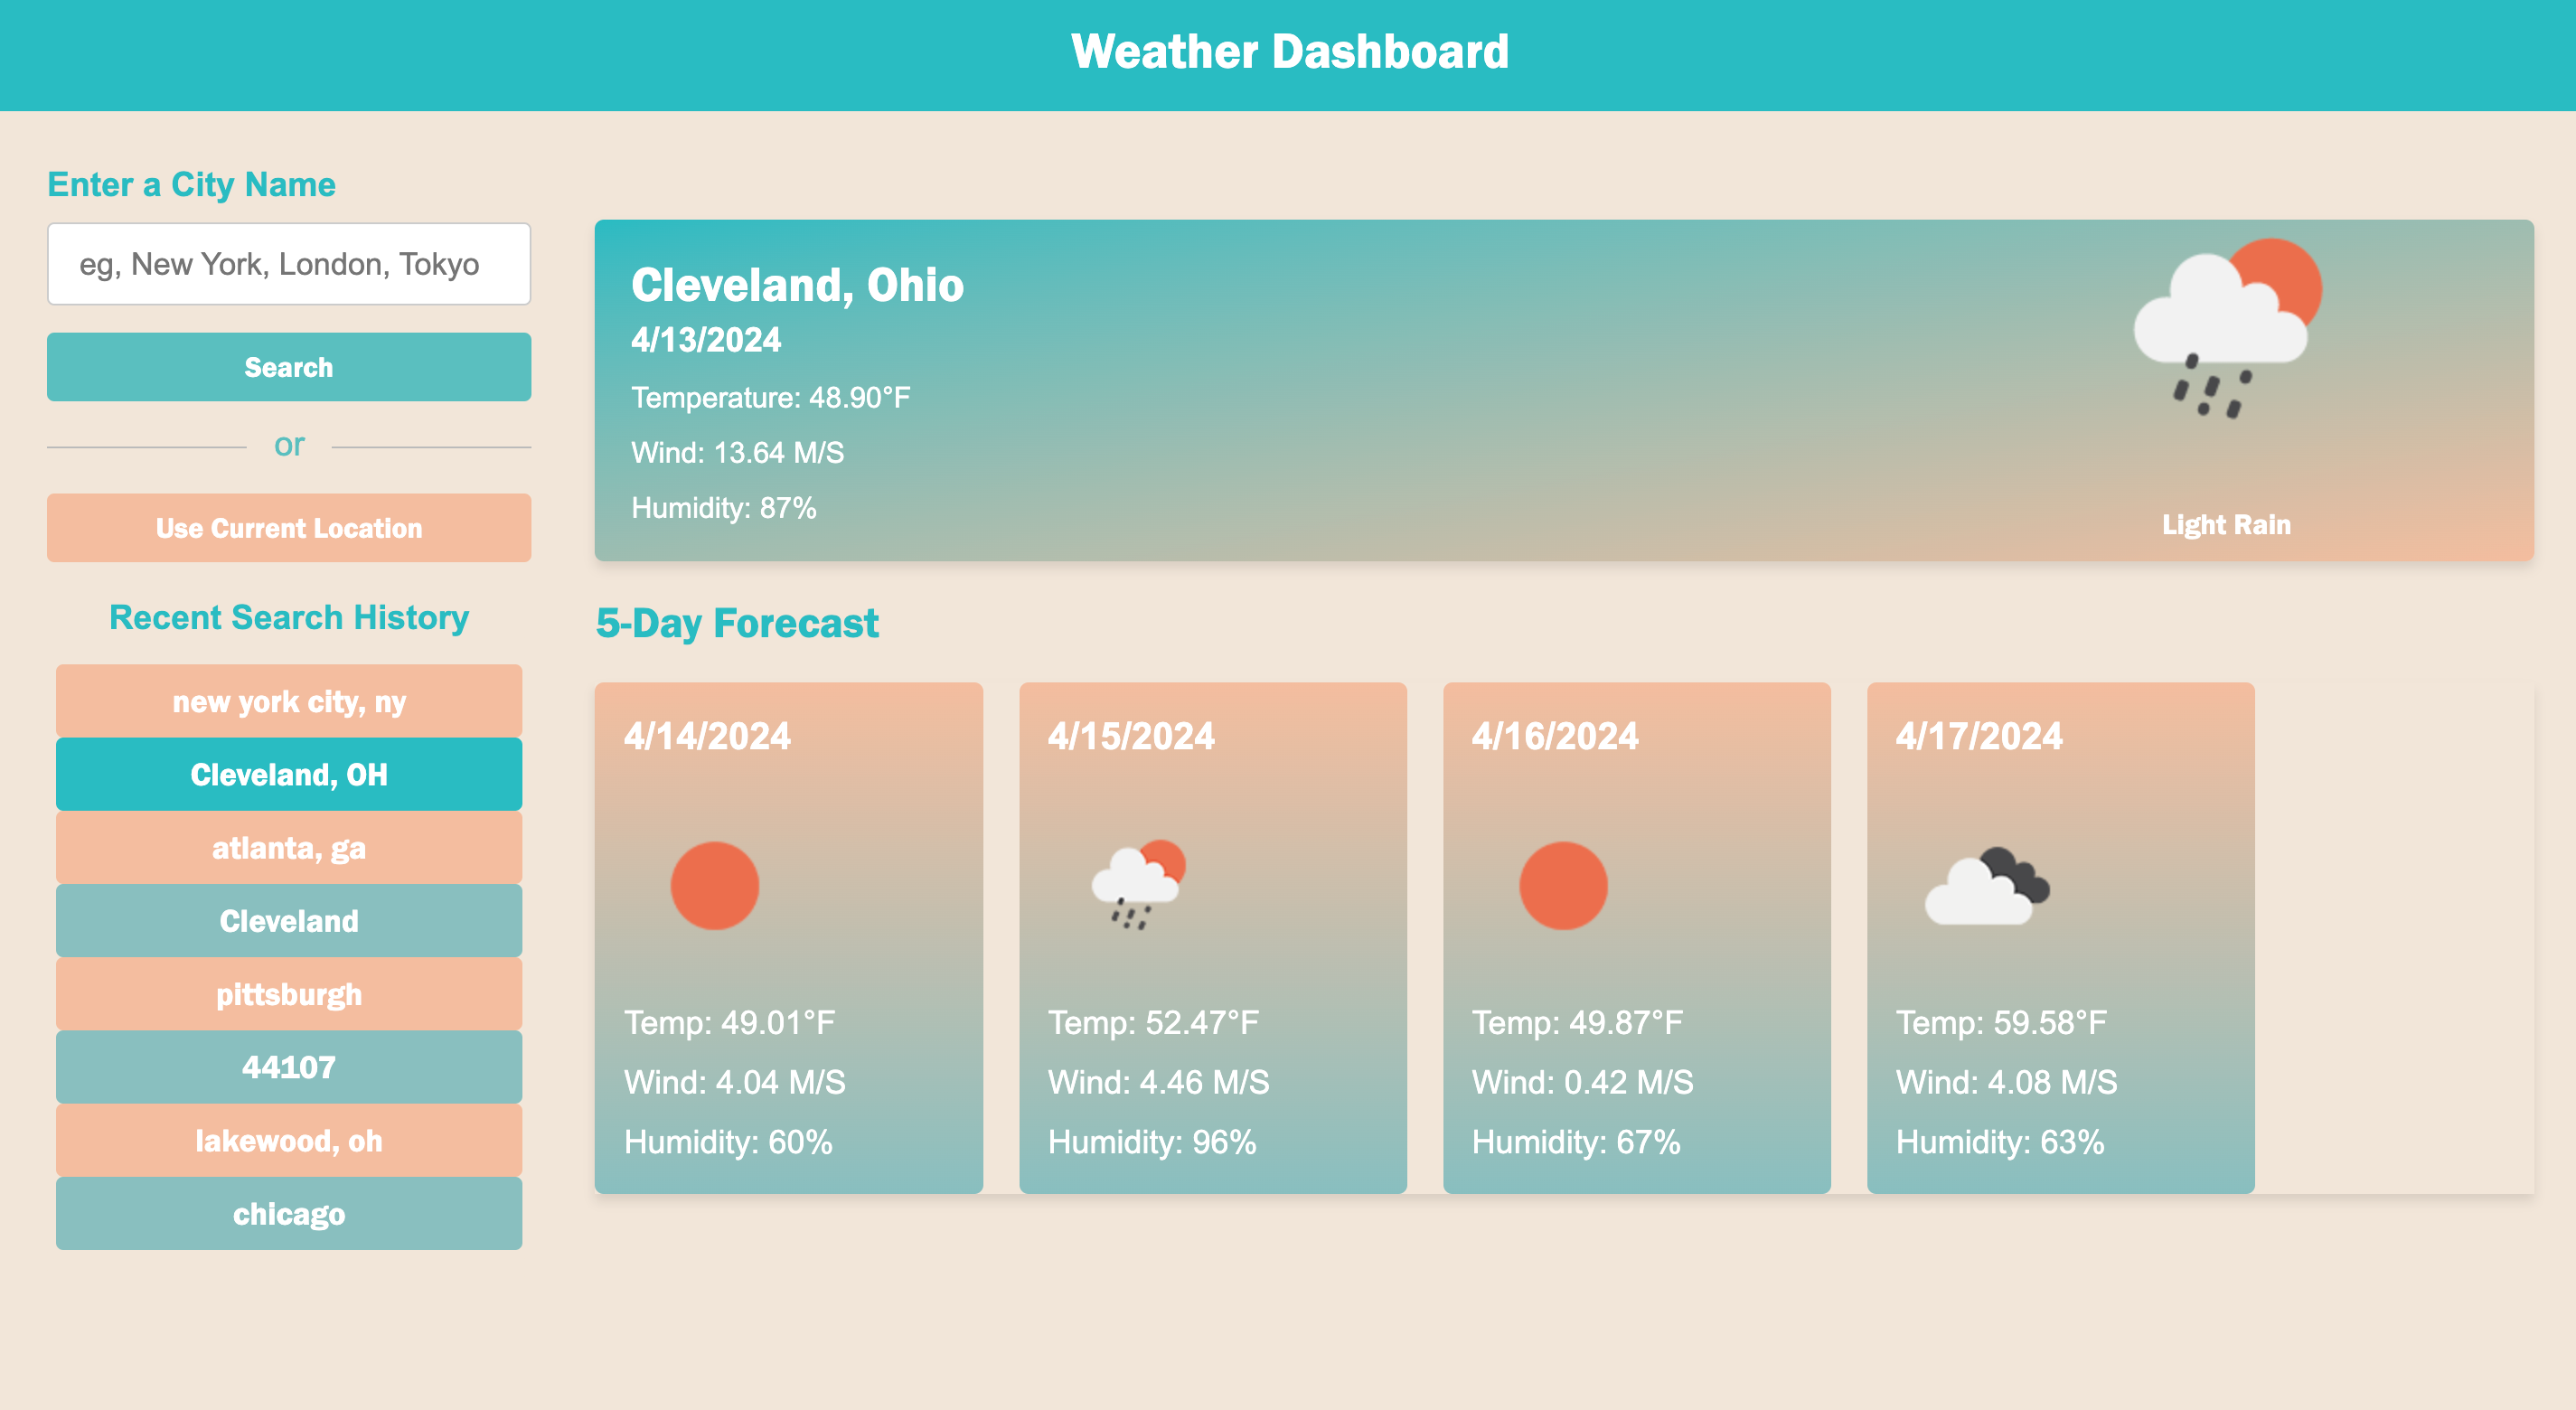 Weather Dashboard
Enter a City Name
eg, New York, London, Tokyo
Search
or
Use Current Location
Recent Search History
new york city, ny
Cleveland, OH
atlanta, ga
Cleveland
pittsburgh
44107
lakewood, oh
chicago
Cleveland, Ohio
4/13/2024
Temperature: 48.90°F
Wind: 13.64 M/S
Humidity: 87%
Light Rain
5-Day Forecast
4/14/2024
Temp: 49.01°F
Wind: 4.04 M/S
Humidity: 60%
4/15/2024
Temp: 52.47°F
Wind: 4.46 M/S
Humidity: 96%
4/16/2024
Temp: 49.87°F
Wind: 0.42 M/S
Humidity: 67%
4/17/2024
Temp: 59.58°F
Wind: 4.08 M/S
Humidity: 63%